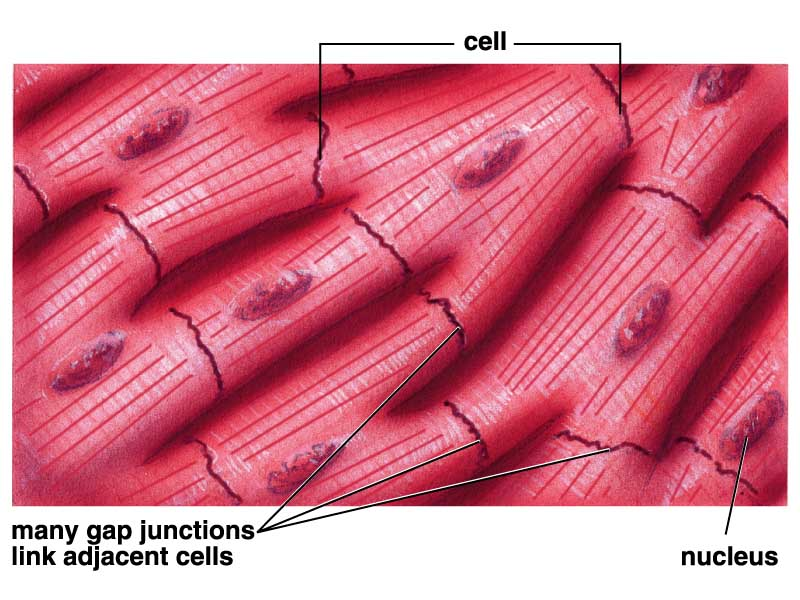 cell
many gap junctions
link adjacent cells
nucleus